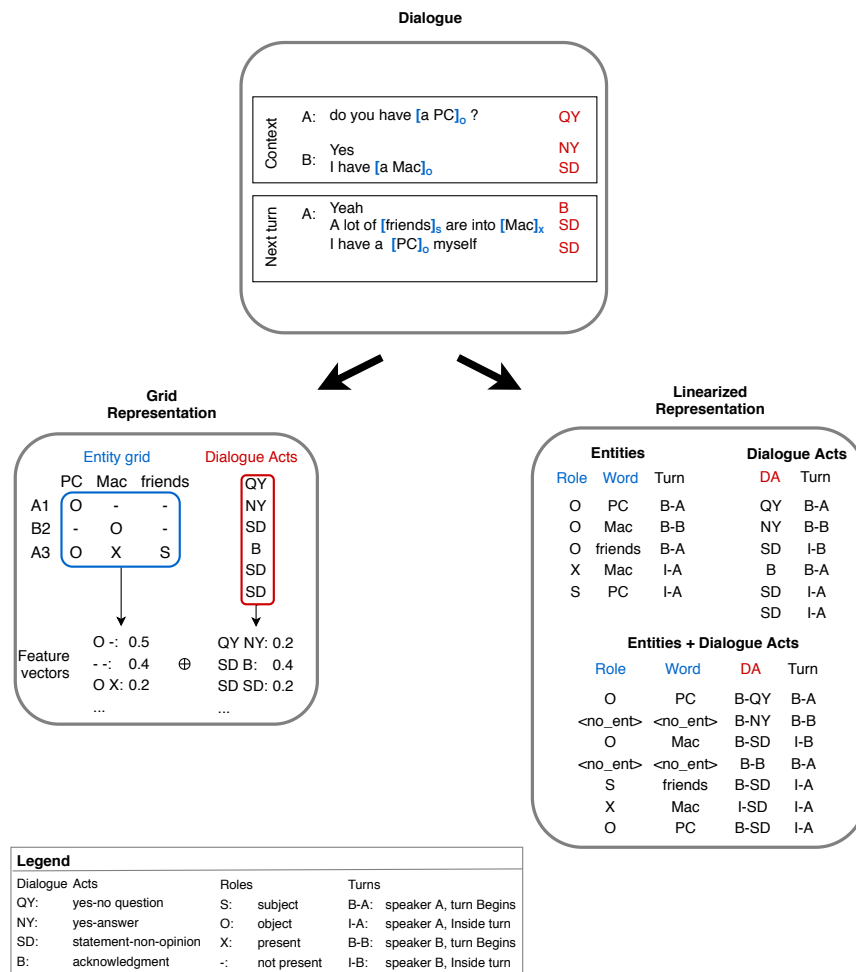 Dialogue
Context
A: do you have [a PC]o ? QY
Yes NY
B: I have [a Mac]o SD
Next turn
A: Yeah B
A lot of [friends]s are into [Mac]x SD
I have a [PC]o myself SD
Grid
Representation
Entity grid Dialogue Acts
PC Mac friends
A1 O - -
B2 - O -
A3 O X S
QY
NY
SD
B
SD
SD
Feature
vectors
O -: 0.5
- -: 0.4
O X: 0.2
...
⊕
QY NY: 0.2
SD B: 0.4
SD SD: 0.2
...
Linearized
Representation
Entities
Role Word Turn
O PC B-A
O Mac B-B
O friends B-A
X Mac I-A
S PC I-A
Dialogue Acts
DA Turn
QY B-A
NY B-B
SD I-B
B B-A
SD I-A
SD I-A
Entities + Dialogue Acts
Role Word DA Turn
O PC B-QY B-A
<no_ent> <no_ent> B-NY B-B
O Mac B-SD I-B
<no_ent> <no_ent> B-B B-A
S friends B-SD I-A
X Mac I-SD I-A
O PC B-SD I-A
Legend
Dialogue Acts Roles Turns
QY: yes-no question S: subject B-A: speaker A, turn Begins
NY: yes-answer O: object I-A: speaker A, Inside turn
SD: statement-non-opinion X: present B-B: speaker B, turn Begins
B: acknowledgment -: not present I-B: speaker B, Inside turn